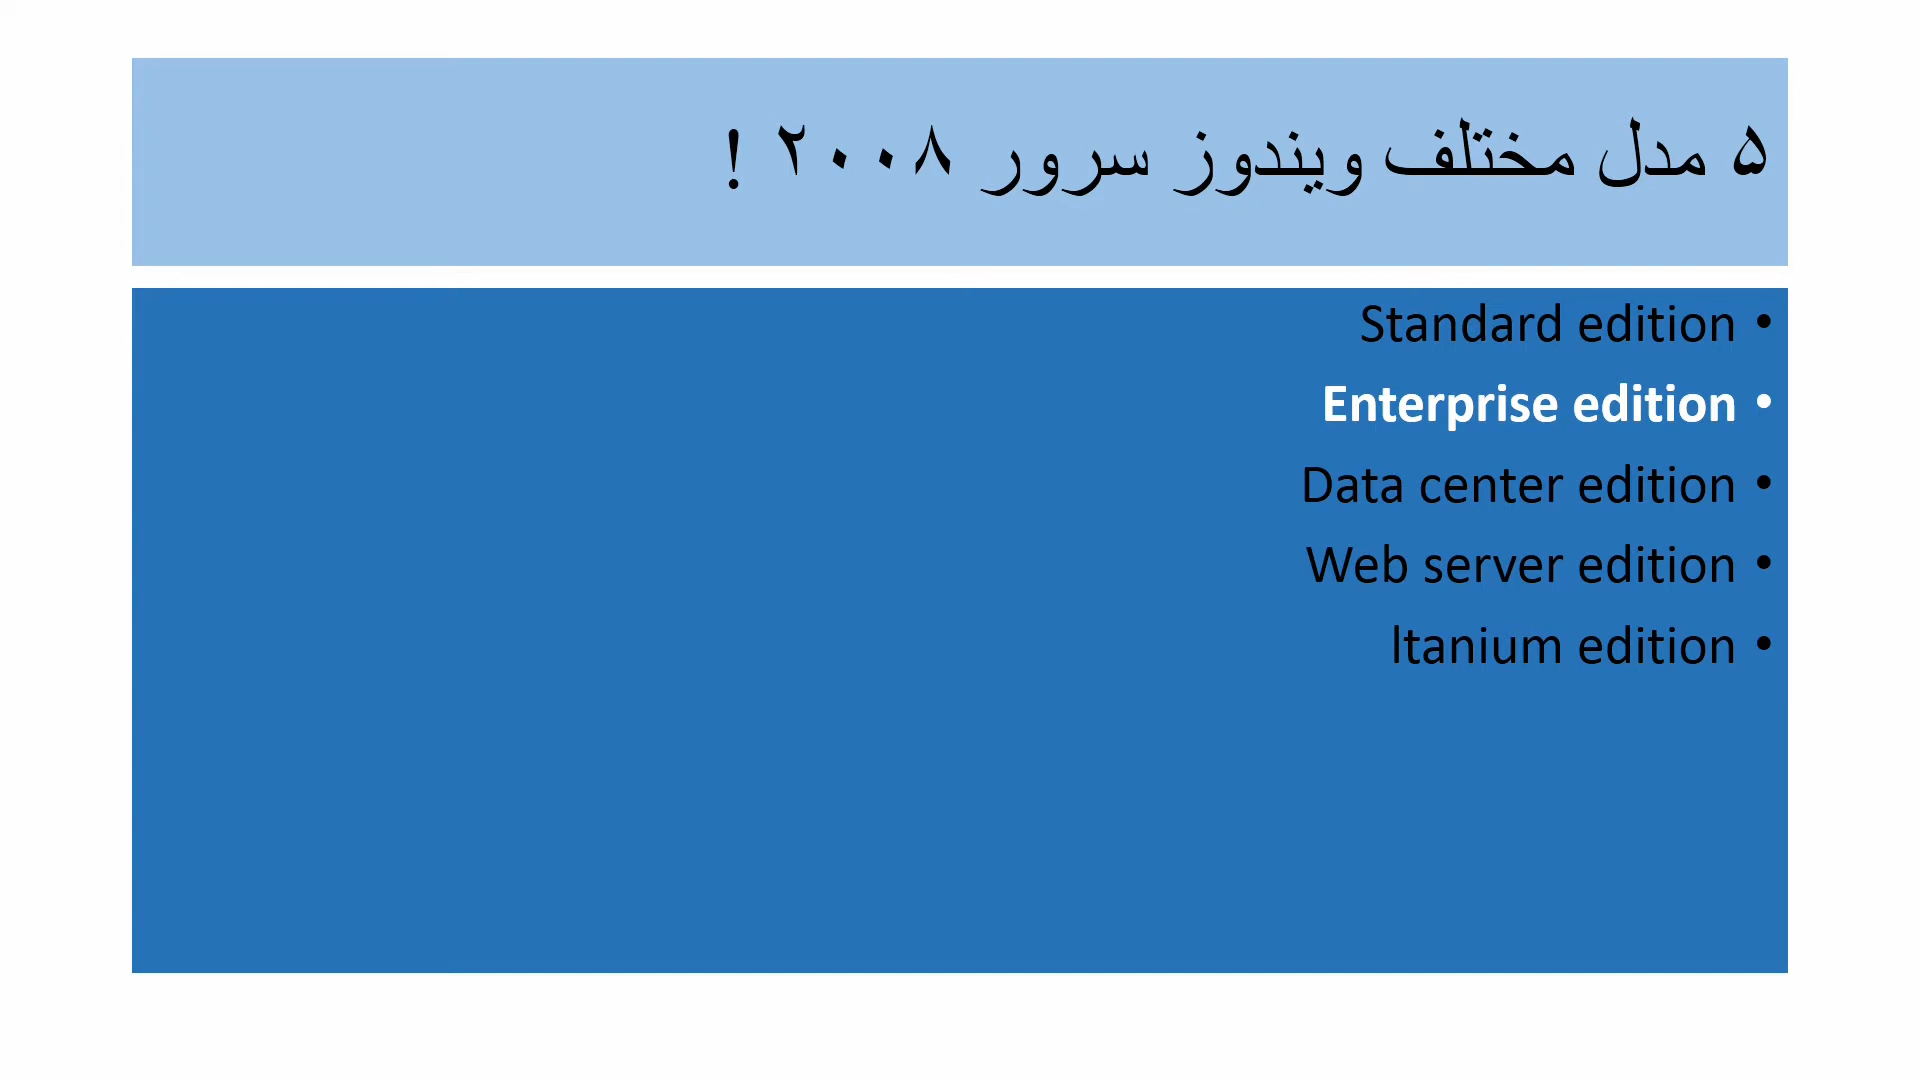 ۵ مدل مختلف ویندوز سرور ۲۰۰۸ !
• Standard edition
• Enterprise edition
• Data center edition
• Web server edition
• Itanium edition